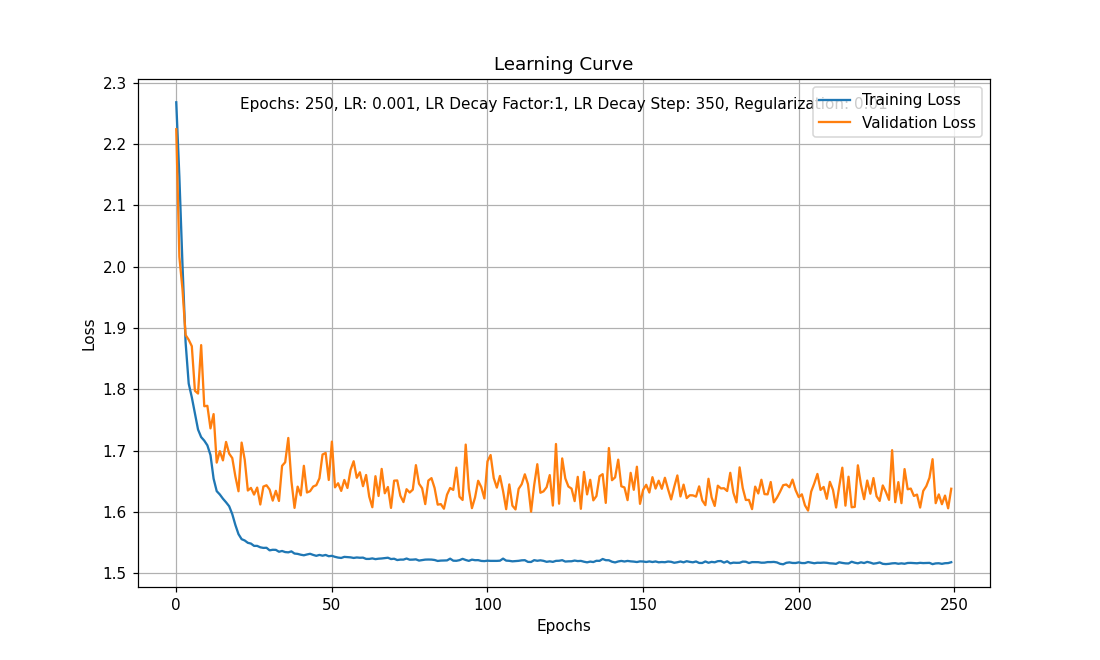 Learning Curve
Epochs: 250, LR: 0.001, LR Decay Factor:1, LR Decay Step: 350, Regularization: 0.01
Training Loss
Validation Loss
2.3
2.2
2.1
2.0
1.9
1.8
1.7
1.6
1.5
Loss
0 50 100 150 200 250
Epochs